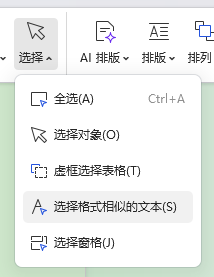 选择 AI 排版 排版 排列
全选(A) Ctrl+A
选择对象(O)
虚框选择表格(T)
选择格式相似的文本(S)
选择窗格(J)